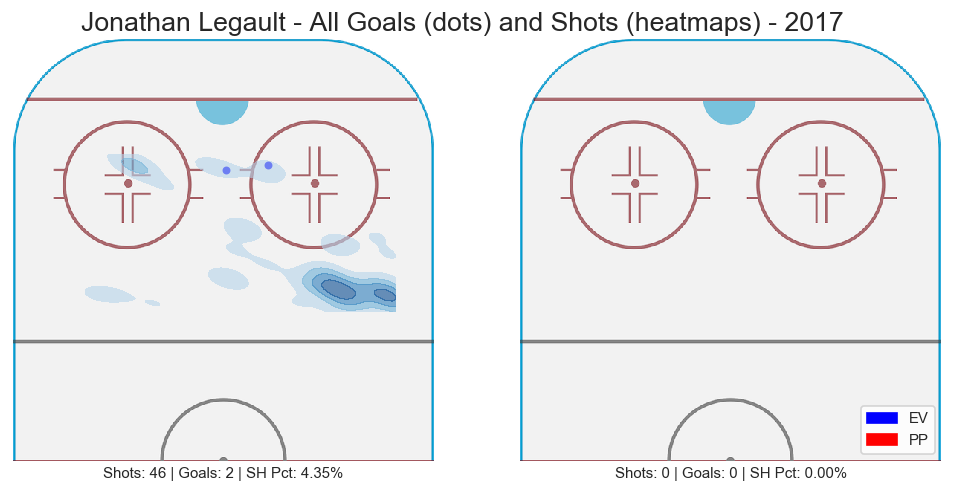 Jonathan Legault - All Goals (dots) and Shots (heatmaps) - 2017
EV
PP
Shots: 46 | Goals: 2 | SH Pct: 4.35%
Shots: 0 | Goals: 0 | SH Pct: 0.00%